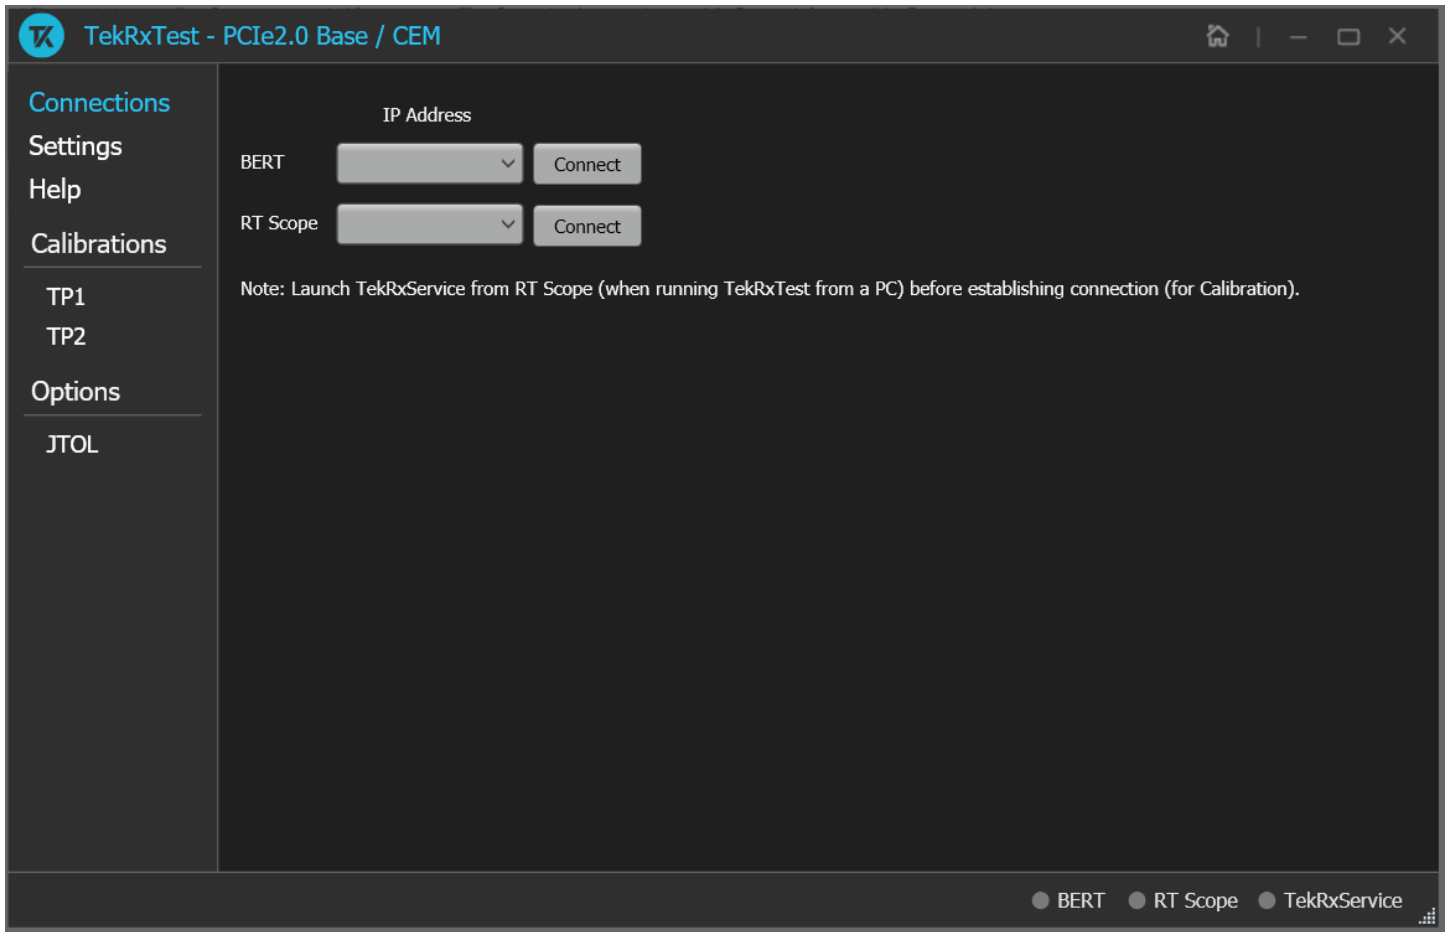 TK TekRxTest - PCIe2.0 Base / CEM
Connections
Settings
Help
Calibrations
TP1
TP2
Options
JTOL
IP Address
BERT Connect
RT Scope Connect
Note: Launch TekRxService from RT Scope (when running TekRxTest from a PC) before establishing connection (for Calibration).
BERT RT Scope TekRxService